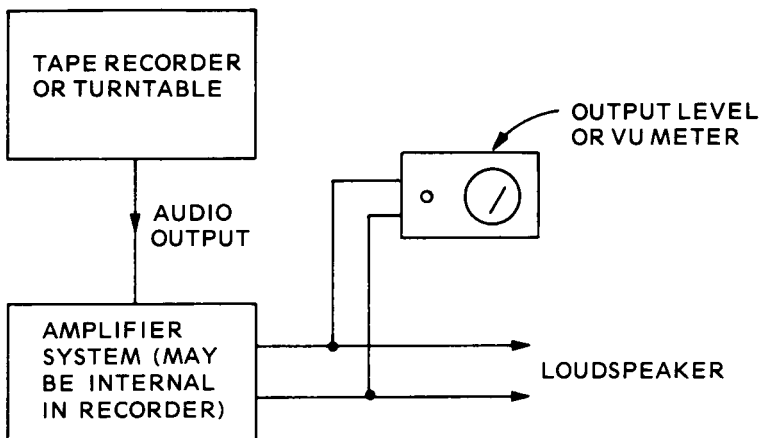 TAPE RECORDER
OR TURNTABLE
OUTPUT LEVEL
OR VU METER
AUDIO
OUTPUT
AMPLIFIER
SYSTEM (MAY
BE INTERNAL
IN RECORDER)
LOUDSPEAKER